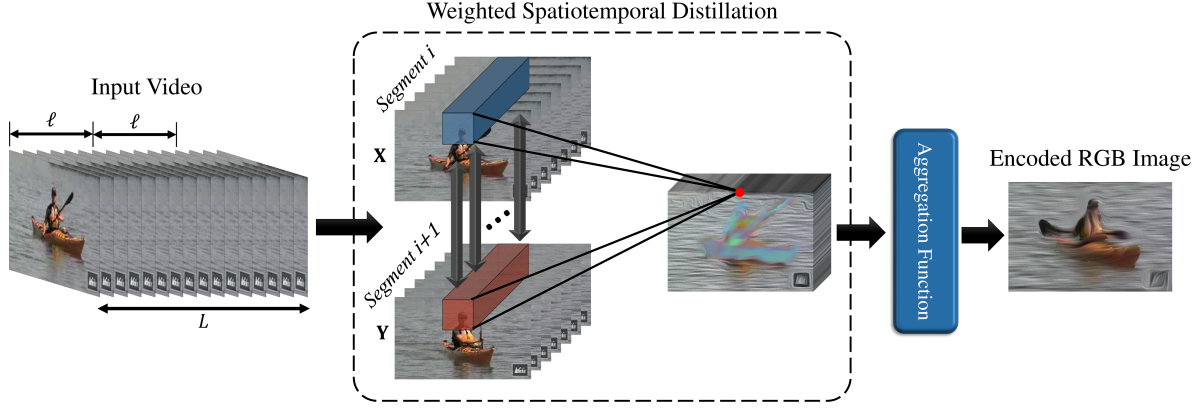 Weighted Spatiotemporal Distillation
Input Video
ℓ
ℓ
L
Segment i
X
Segment i+1
Y
Aggregation Function
Encoded RGB Image